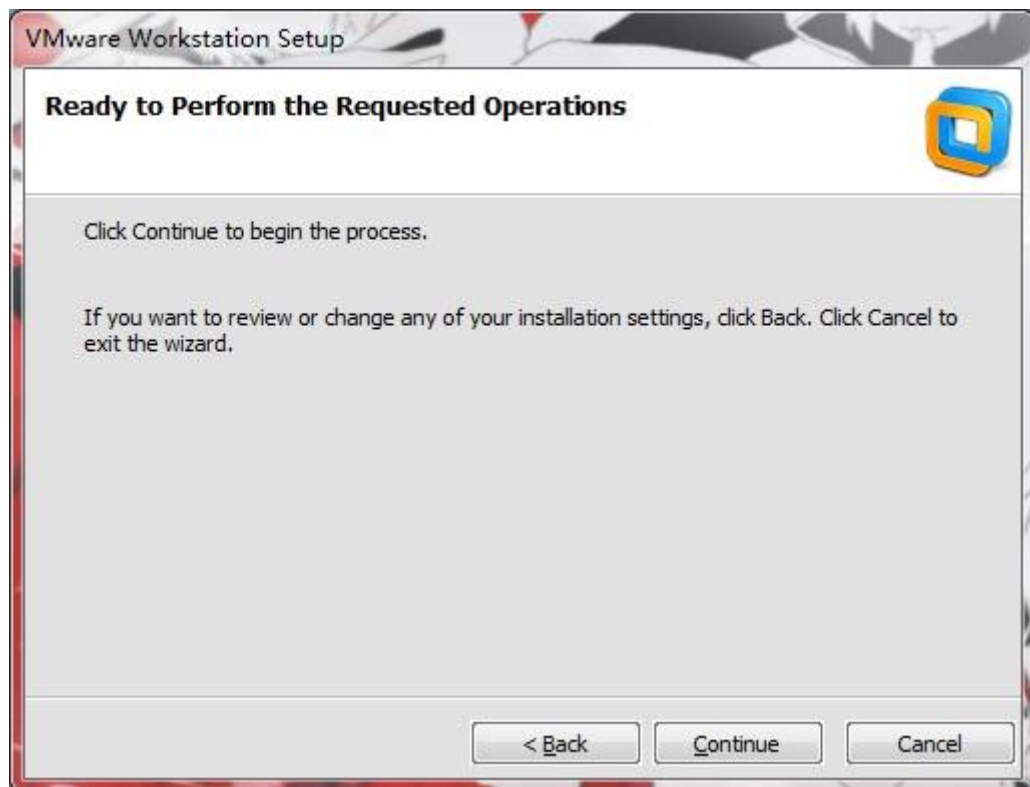 VMware Workstation Setup
Ready to Perform the Requested Operations
Click Continue to begin the process.
If you want to review or change any of your installation settings, click Back. Click Cancel to
exit the wizard.
< Back
Continue
Cancel